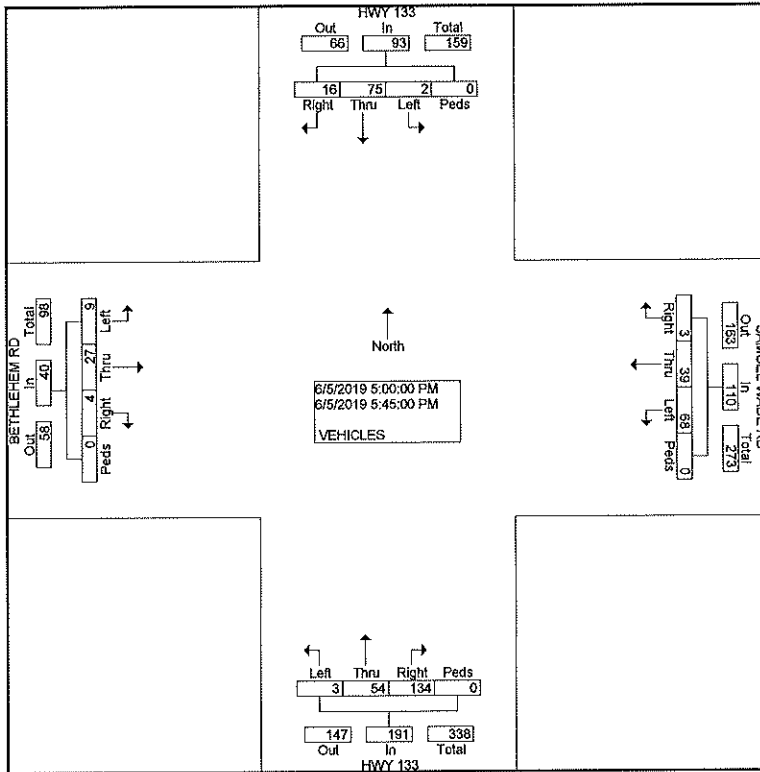 HWY 133
Out In Total
66 93 159
16 75 2 0
Right Thru Left Peds
BETHLEHEM RD
Total In Out
98 40 58
9 27 4 0
Left Thru Right Peds
North
6/5/2019 5:00:00 PM
6/5/2019 5:45:00 PM
VEHICLES
Right Thru Left Peds
3 39 68 0
Out In Total
163 110 273
Left Thru Right Peds
3 54 134 0
147 191 338
Out In Total
HWY 133